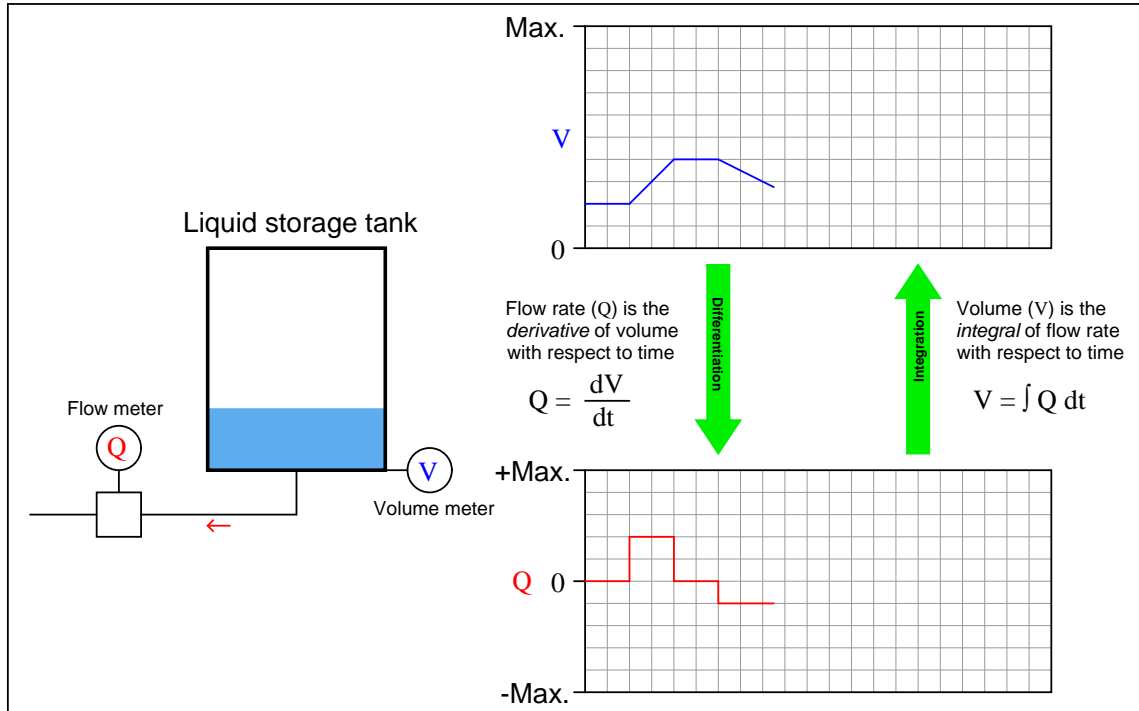 Max.
V
0
Liquid storage tank
Flow meter
Q
V
Volume meter
Flow rate (Q) is the
derivative of volume
with respect to time
Q = dV
dt
Differentiation
Integration
Volume (V) is the
integral of flow rate
with respect to time
V = ∫ Q dt
+Max.
Q 0
-Max.